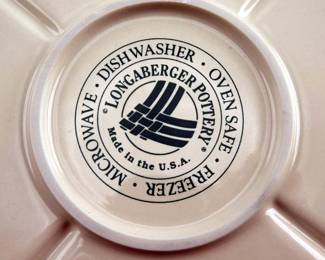 MICROWAVE · DISHWASHER · OVEN SAFE · FREEZER ·
© LONGABERGER POTTERY
Made in the U.S.A.